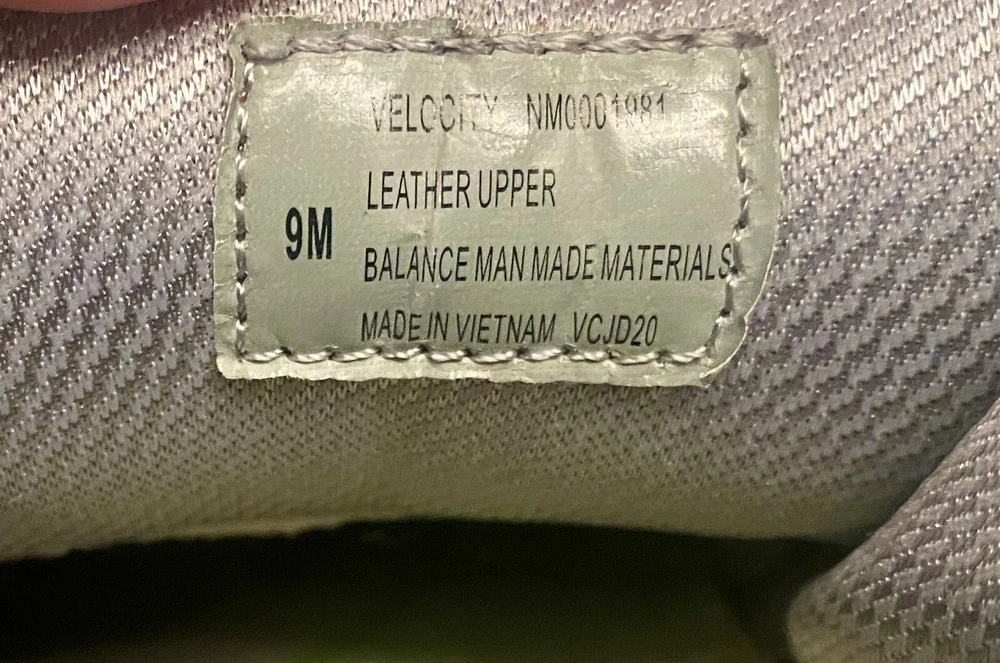 VELOCITY NM0001981
LEATHER UPPER
9M
BALANCE MAN MADE MATERIALS
MADE IN VIETNAM VCJD20